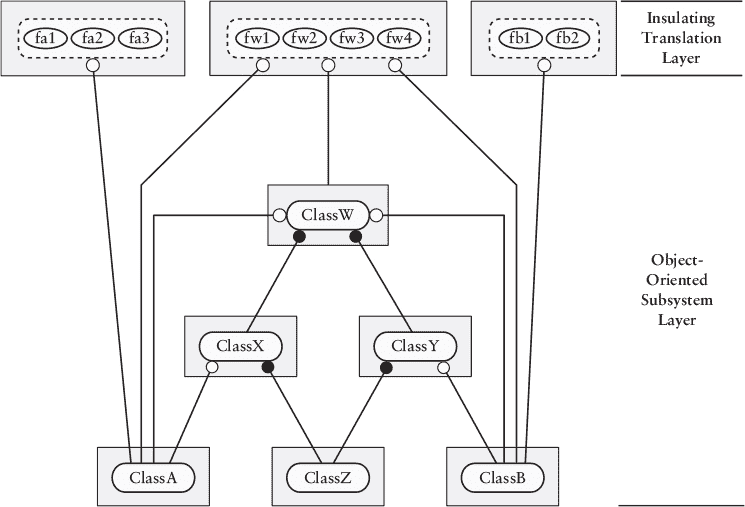 fa1 fa2 fa3
fw1 fw2 fw3 fw4
fb1 fb2
Insulating
Translation
Layer
ClassW
ClassX
ClassY
Object-
Oriented
Subsystem
Layer
ClassA
ClassZ
ClassB